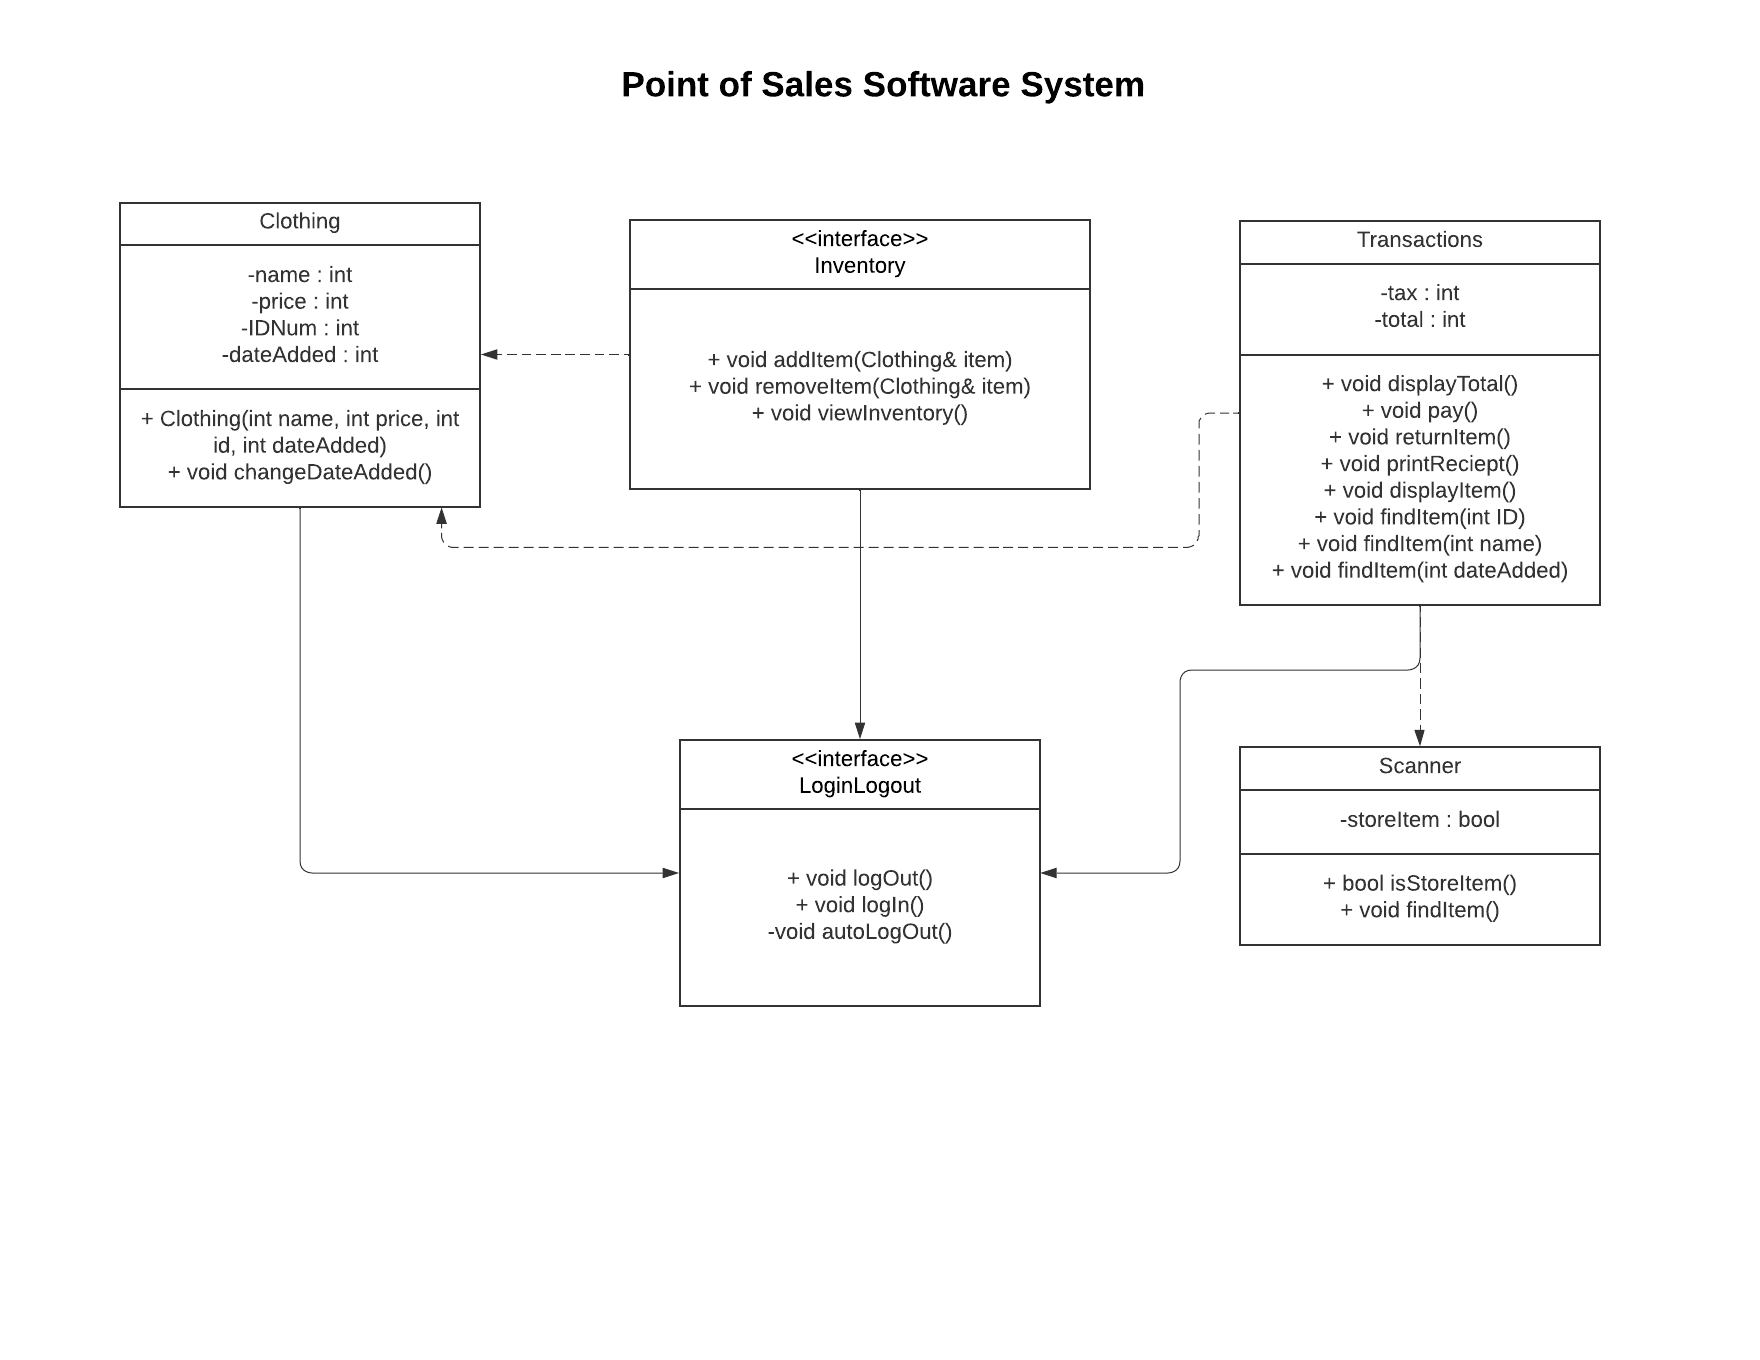 Point of Sales Software System
Clothing
-name : int
-price : int
-IDNum : int
-dateAdded : int
+ Clothing(int name, int price, int
id, int dateAdded)
+ void changeDateAdded()
<<interface>>
Inventory
+ void addItem(Clothing& item)
+ void removeItem(Clothing& item)
+ void viewInventory()
Transactions
-tax : int
-total : int
+ void displayTotal()
+ void pay()
+ void returnItem()
+ void printReciept()
+ void displayItem()
+ void findItem(int ID)
+ void findItem(int name)
+ void findItem(int dateAdded)
<<interface>>
LoginLogout
+ void logOut()
+ void logIn()
-void autoLogOut()
Scanner
-storeItem : bool
+ bool isStoreItem()
+ void findItem()